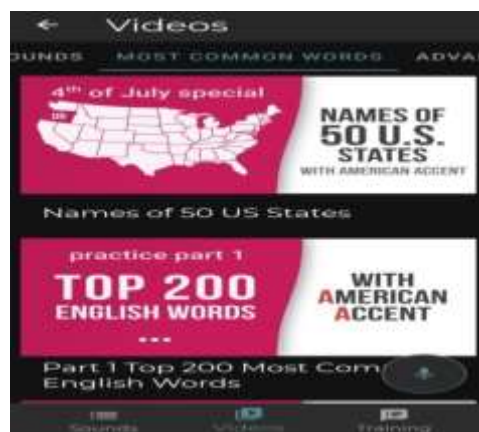 Videos
OUNDS MOST COMMON WORDS ADVA
4th of July special
NAMES OF
50 U.S.
STATES
WITH AMERICAN ACCENT
Names of 50 US States
practice part 1
TOP 200
ENGLISH WORDS
...
WITH
AMERICAN
ACCENT
Part 1 Top 200 Most Com
English Words
Sounds Videos Training